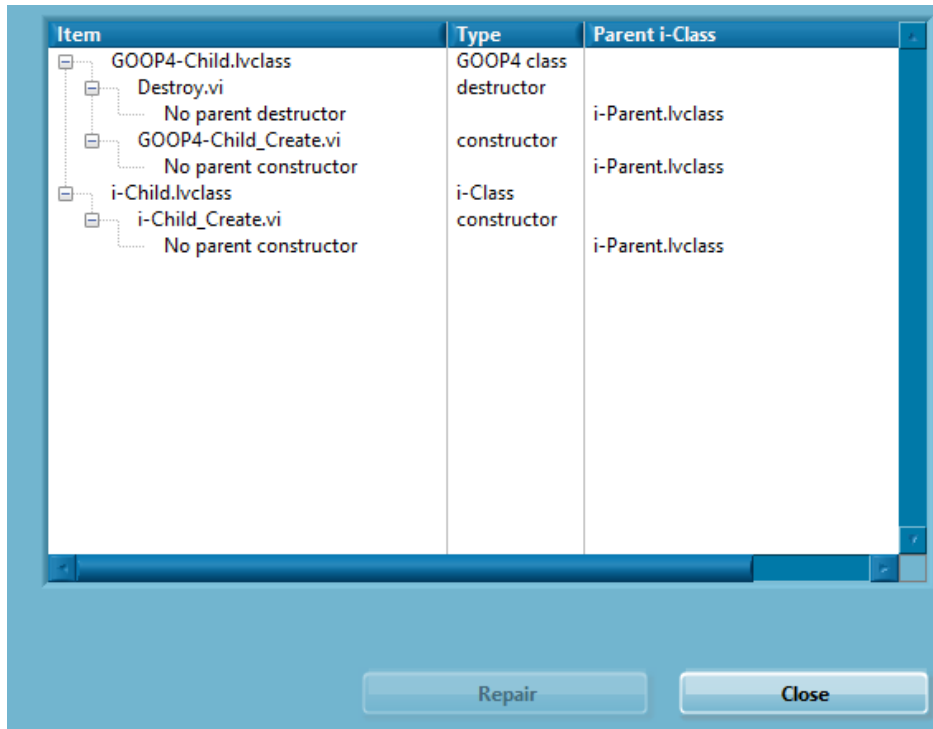 Item Type Parent i-Class
GOOP4-Child.lvclass GOOP4 class
Destroy.vi destructor
No parent destructor i-Parent.lvclass
GOOP4-Child_Create.vi constructor
No parent constructor i-Parent.lvclass
i-Child.lvclass i-Class
i-Child_Create.vi constructor
No parent constructor i-Parent.lvclass
Repair Close